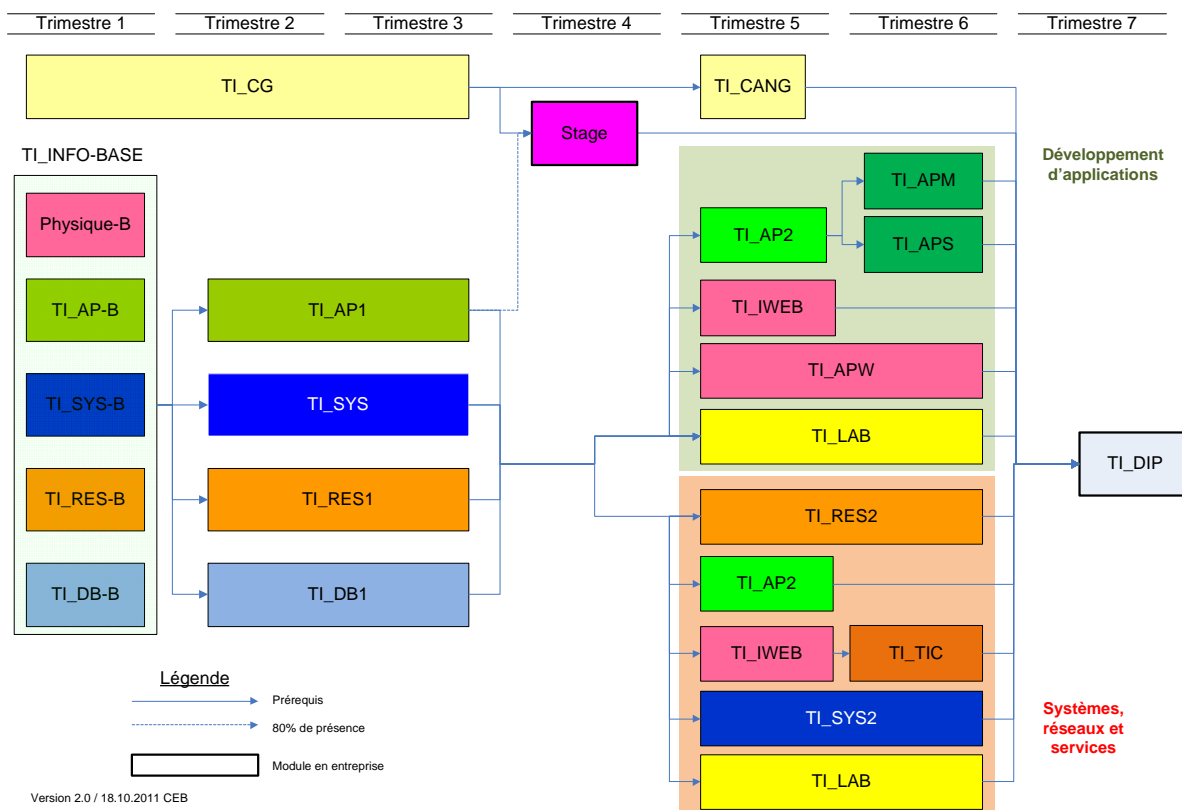 Trimestre 1
Trimestre 2
Trimestre 3
Trimestre 4
Trimestre 5
Trimestre 6
Trimestre 7
TI_CG
TI_CANG
Stage
TI_INFO-BASE
Physique-B
TI_AP-B
TI_SYS-B
TI_RES-B
TI_DB-B
TI_AP1
TI_SYS
TI_RES1
TI_DB1
Développement
d'applications
TI_APM
TI_AP2
TI_APS
TI_IWEB
TI_APW
TI_LAB
TI_DIP
TI_RES2
TI_AP2
TI_IWEB
TI_TIC
TI_SYS2
TI_LAB
Systèmes,
réseaux et
services
Légende
Prérequis
80% de présence
Module en entreprise
Version 2.0 / 18.10.2011 CEB